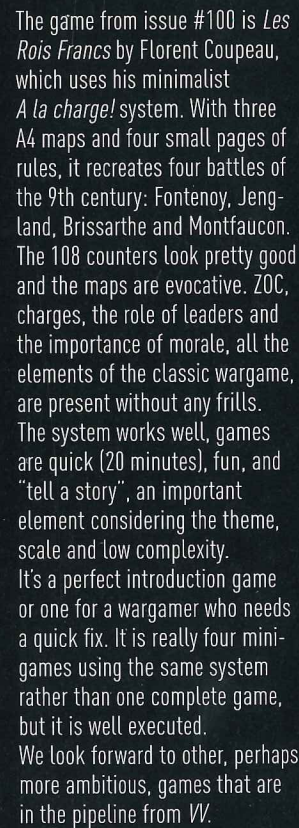 The game from issue #100 is Les
Rois Francs by Florent Coupeau,
which uses his minimalist
A la charge! system. With three
A4 maps and four small pages of
rules, it recreates four battles of
the 9th century: Fontenoy, Jeng-
land, Brissarthe and Montfaucon.
The 108 counters look pretty good
and the maps are evocative. ZOC,
charges, the role of leaders and
the importance of morale, all the
elements of the classic wargame,
are present without any frills.
The system works well, games
are quick (20 minutes), fun, and
“tell a story”, an important
element considering the theme,
scale and low complexity.
It’s a perfect introduction game
or one for a wargamer who needs
a quick fix. It is really four mini-
games using the same system
rather than one complete game,
but it is well executed.
We look forward to other, perhaps
more ambitious, games that are
in the pipeline from VV.